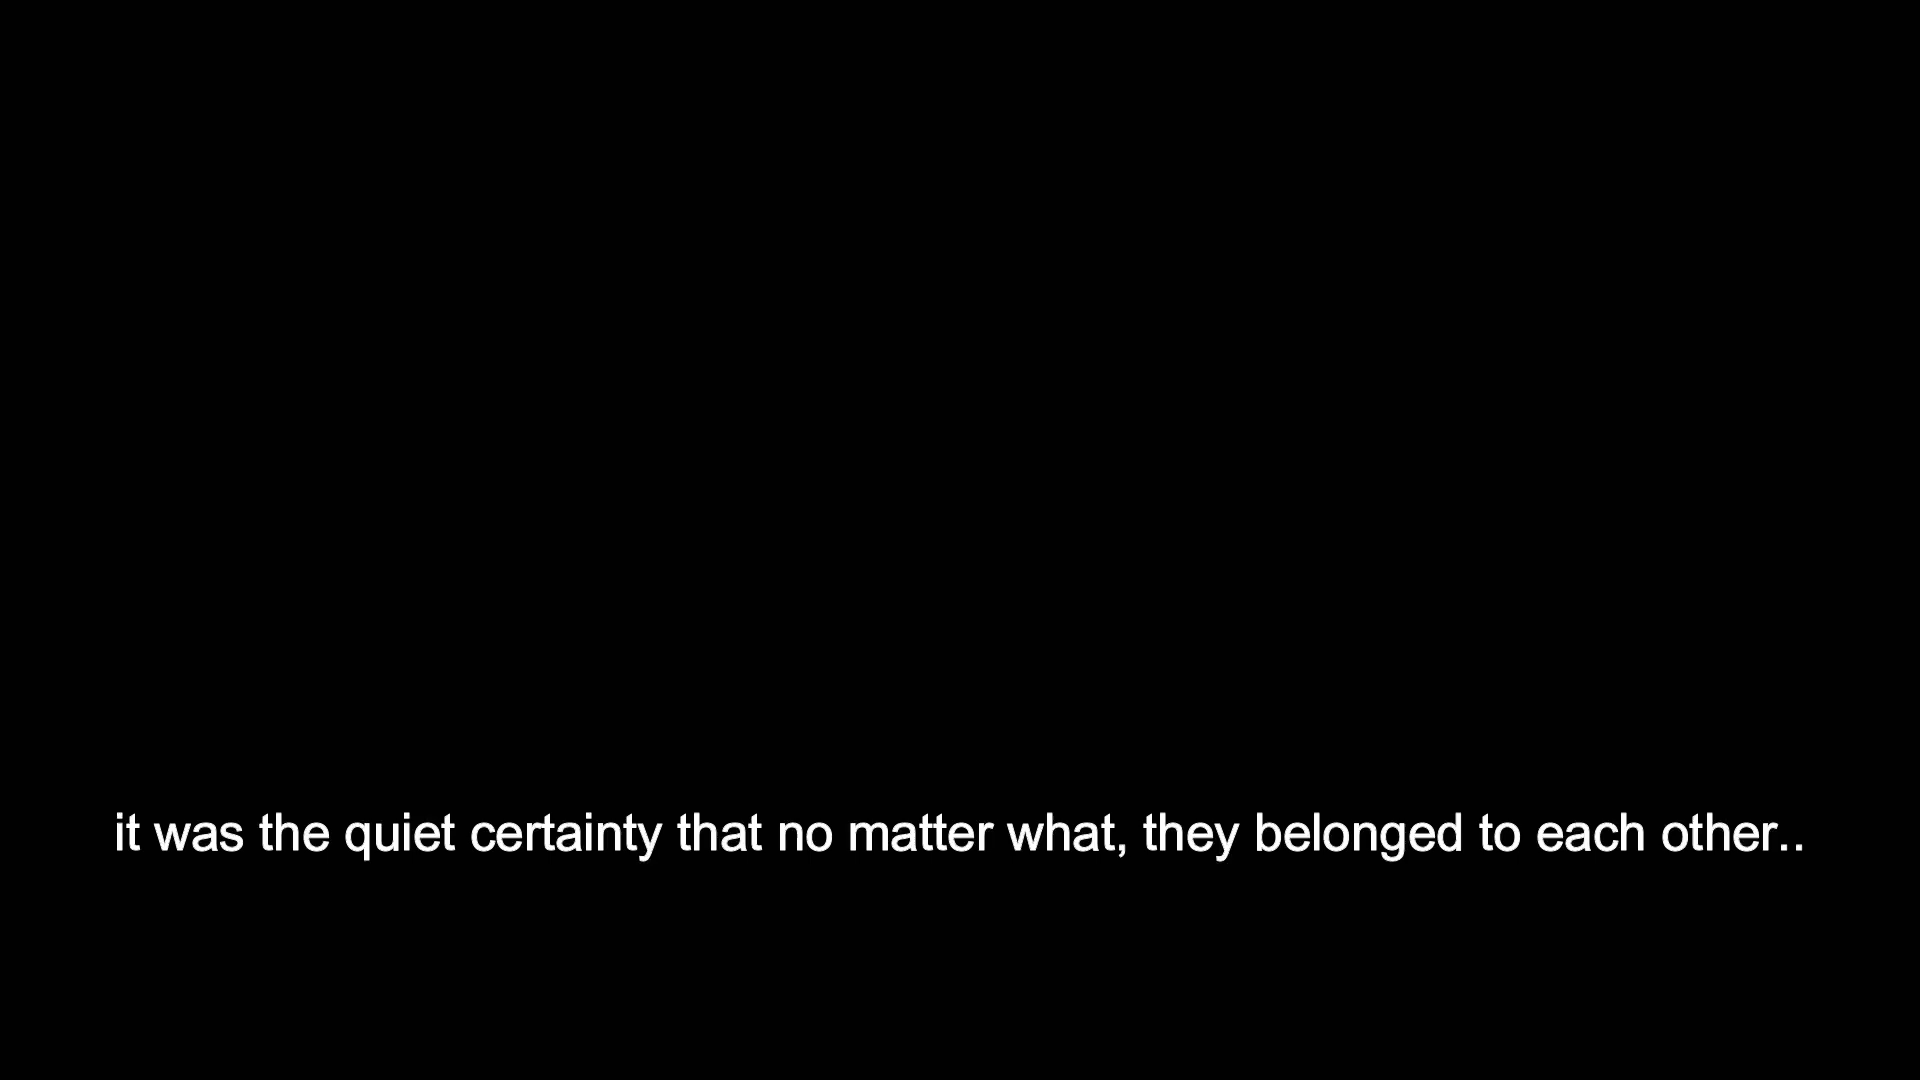 it was the quiet certainty that no matter what, they belonged to each other..